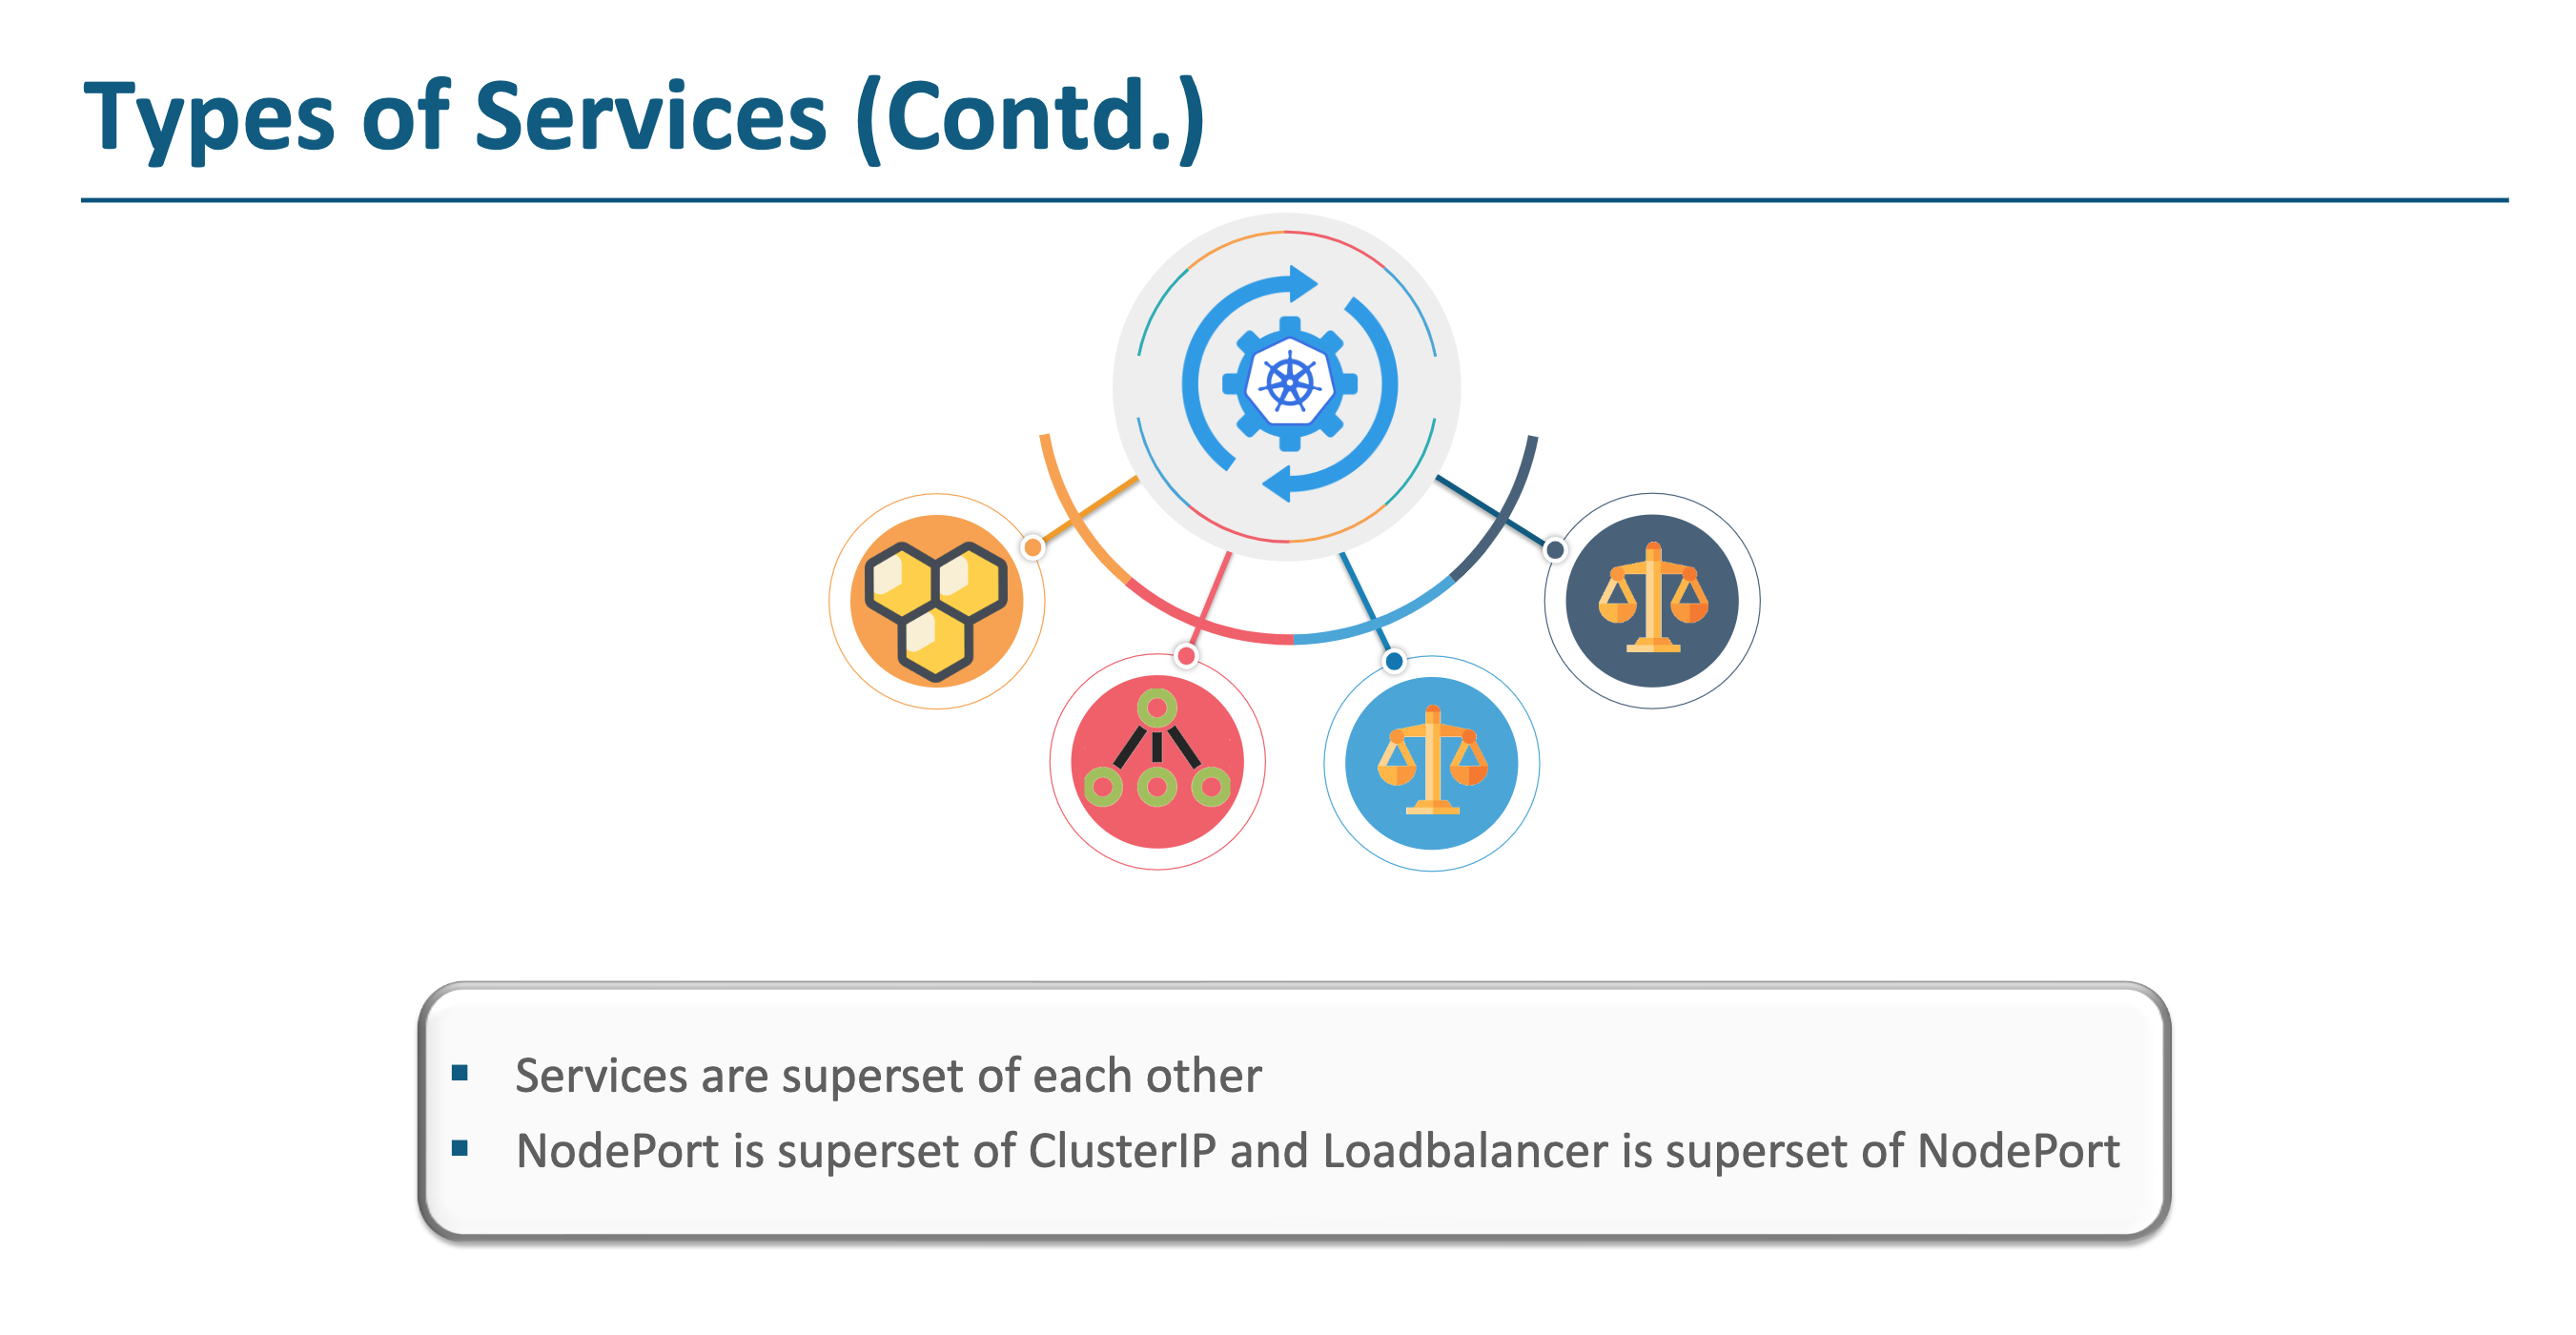 Types of Services (Contd.)
▪ Services are superset of each other
▪ NodePort is superset of ClusterIP and Loadbalancer is superset of NodePort